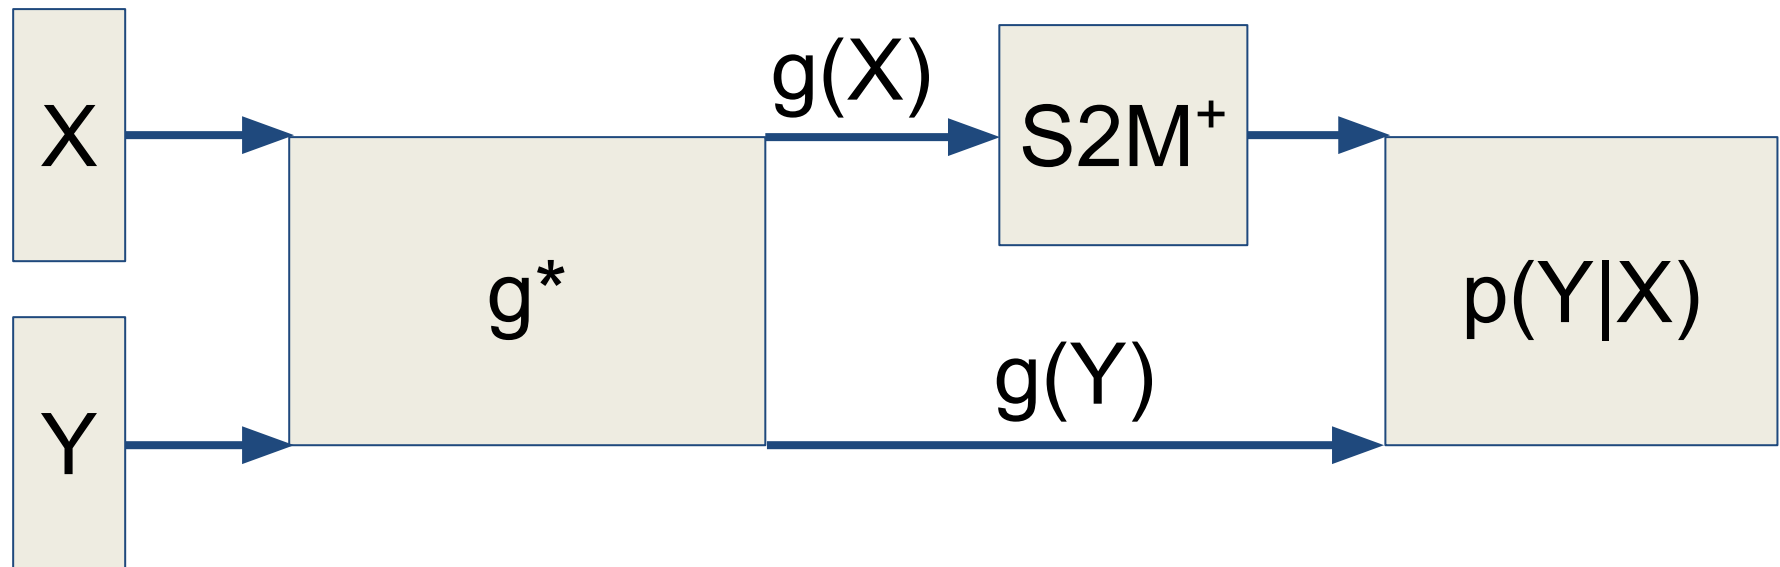 X
Y
g*
g(X)
S2M⁺
g(Y)
p(Y|X)